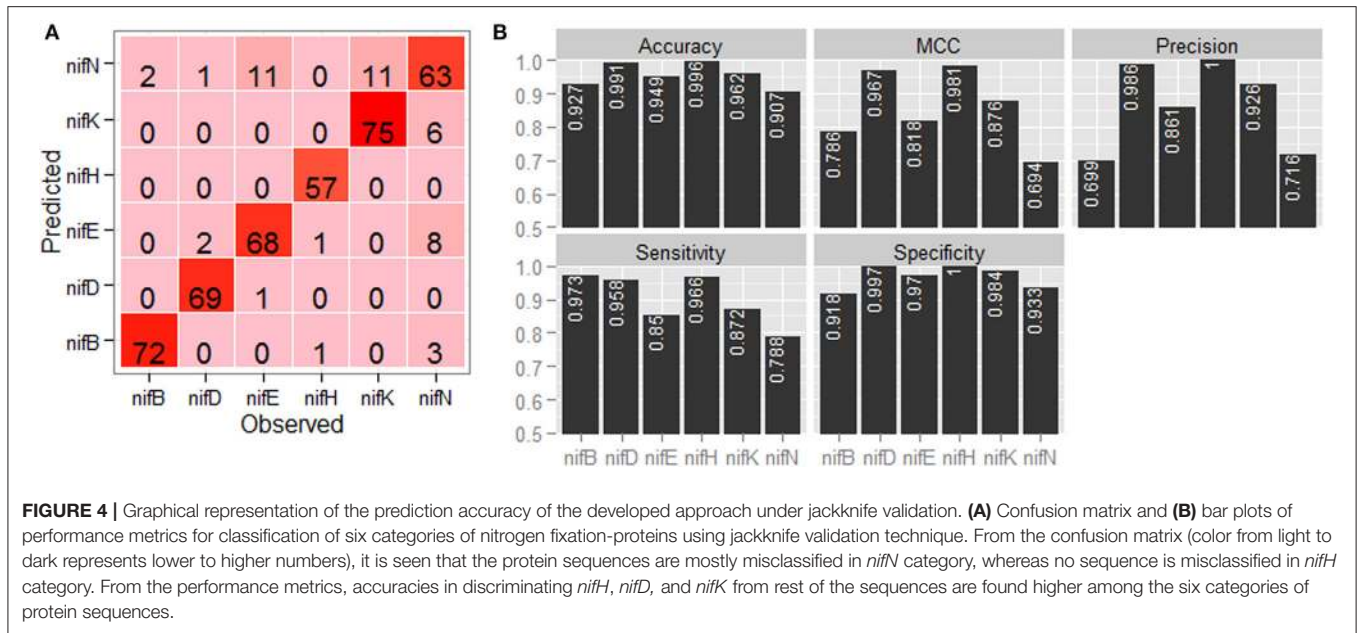 A
nifN 2 1 11 0 11 63
nifK 0 0 0 0 75 6
nifH 0 0 0 57 0 0
nifE 0 2 68 1 0 8
nifD 0 69 1 0 0 0
nifB 72 0 0 1 0 3
nifB nifD nifE nifH nifK nifN
Observed
Predicted
B
Accuracy MCC Precision
1.0
0.9
0.8
0.7
0.6
0.5
0.927 0.991 0.949 0.996 0.962 0.907
0.786 0.967 0.818 0.981 0.876 0.694
0.699 0.986 0.861 1 0.926 0.716
Sensitivity Specificity
1.0
0.9
0.8
0.7
0.6
0.5
0.973 0.958 0.85 0.966 0.872 0.788
0.918 0.997 0.97 1 0.984 0.933
nifB nifD nifE nifH nifK nifN nifB nifD nifE nifH nifK nifN
FIGURE 4 | Graphical representation of the prediction accuracy of the developed approach under jackknife validation. (A) Confusion matrix and (B) bar plots of
performance metrics for classification of six categories of nitrogen fixation-proteins using jackknife validation technique. From the confusion matrix (color from light to
dark represents lower to higher numbers), it is seen that the protein sequences are mostly misclassified in nifN category, whereas no sequence is misclassified in nifH
category. From the performance metrics, accuracies in discriminating nifH, nifD, and nifK from rest of the sequences are found higher among the six categories of
protein sequences.